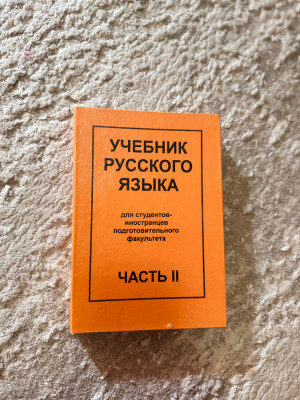 УЧЕБНИК
РУССКОГО
ЯЗЫКА
для студентов-
иностранцев
подготовительного
факультета
ЧАСТЬ II